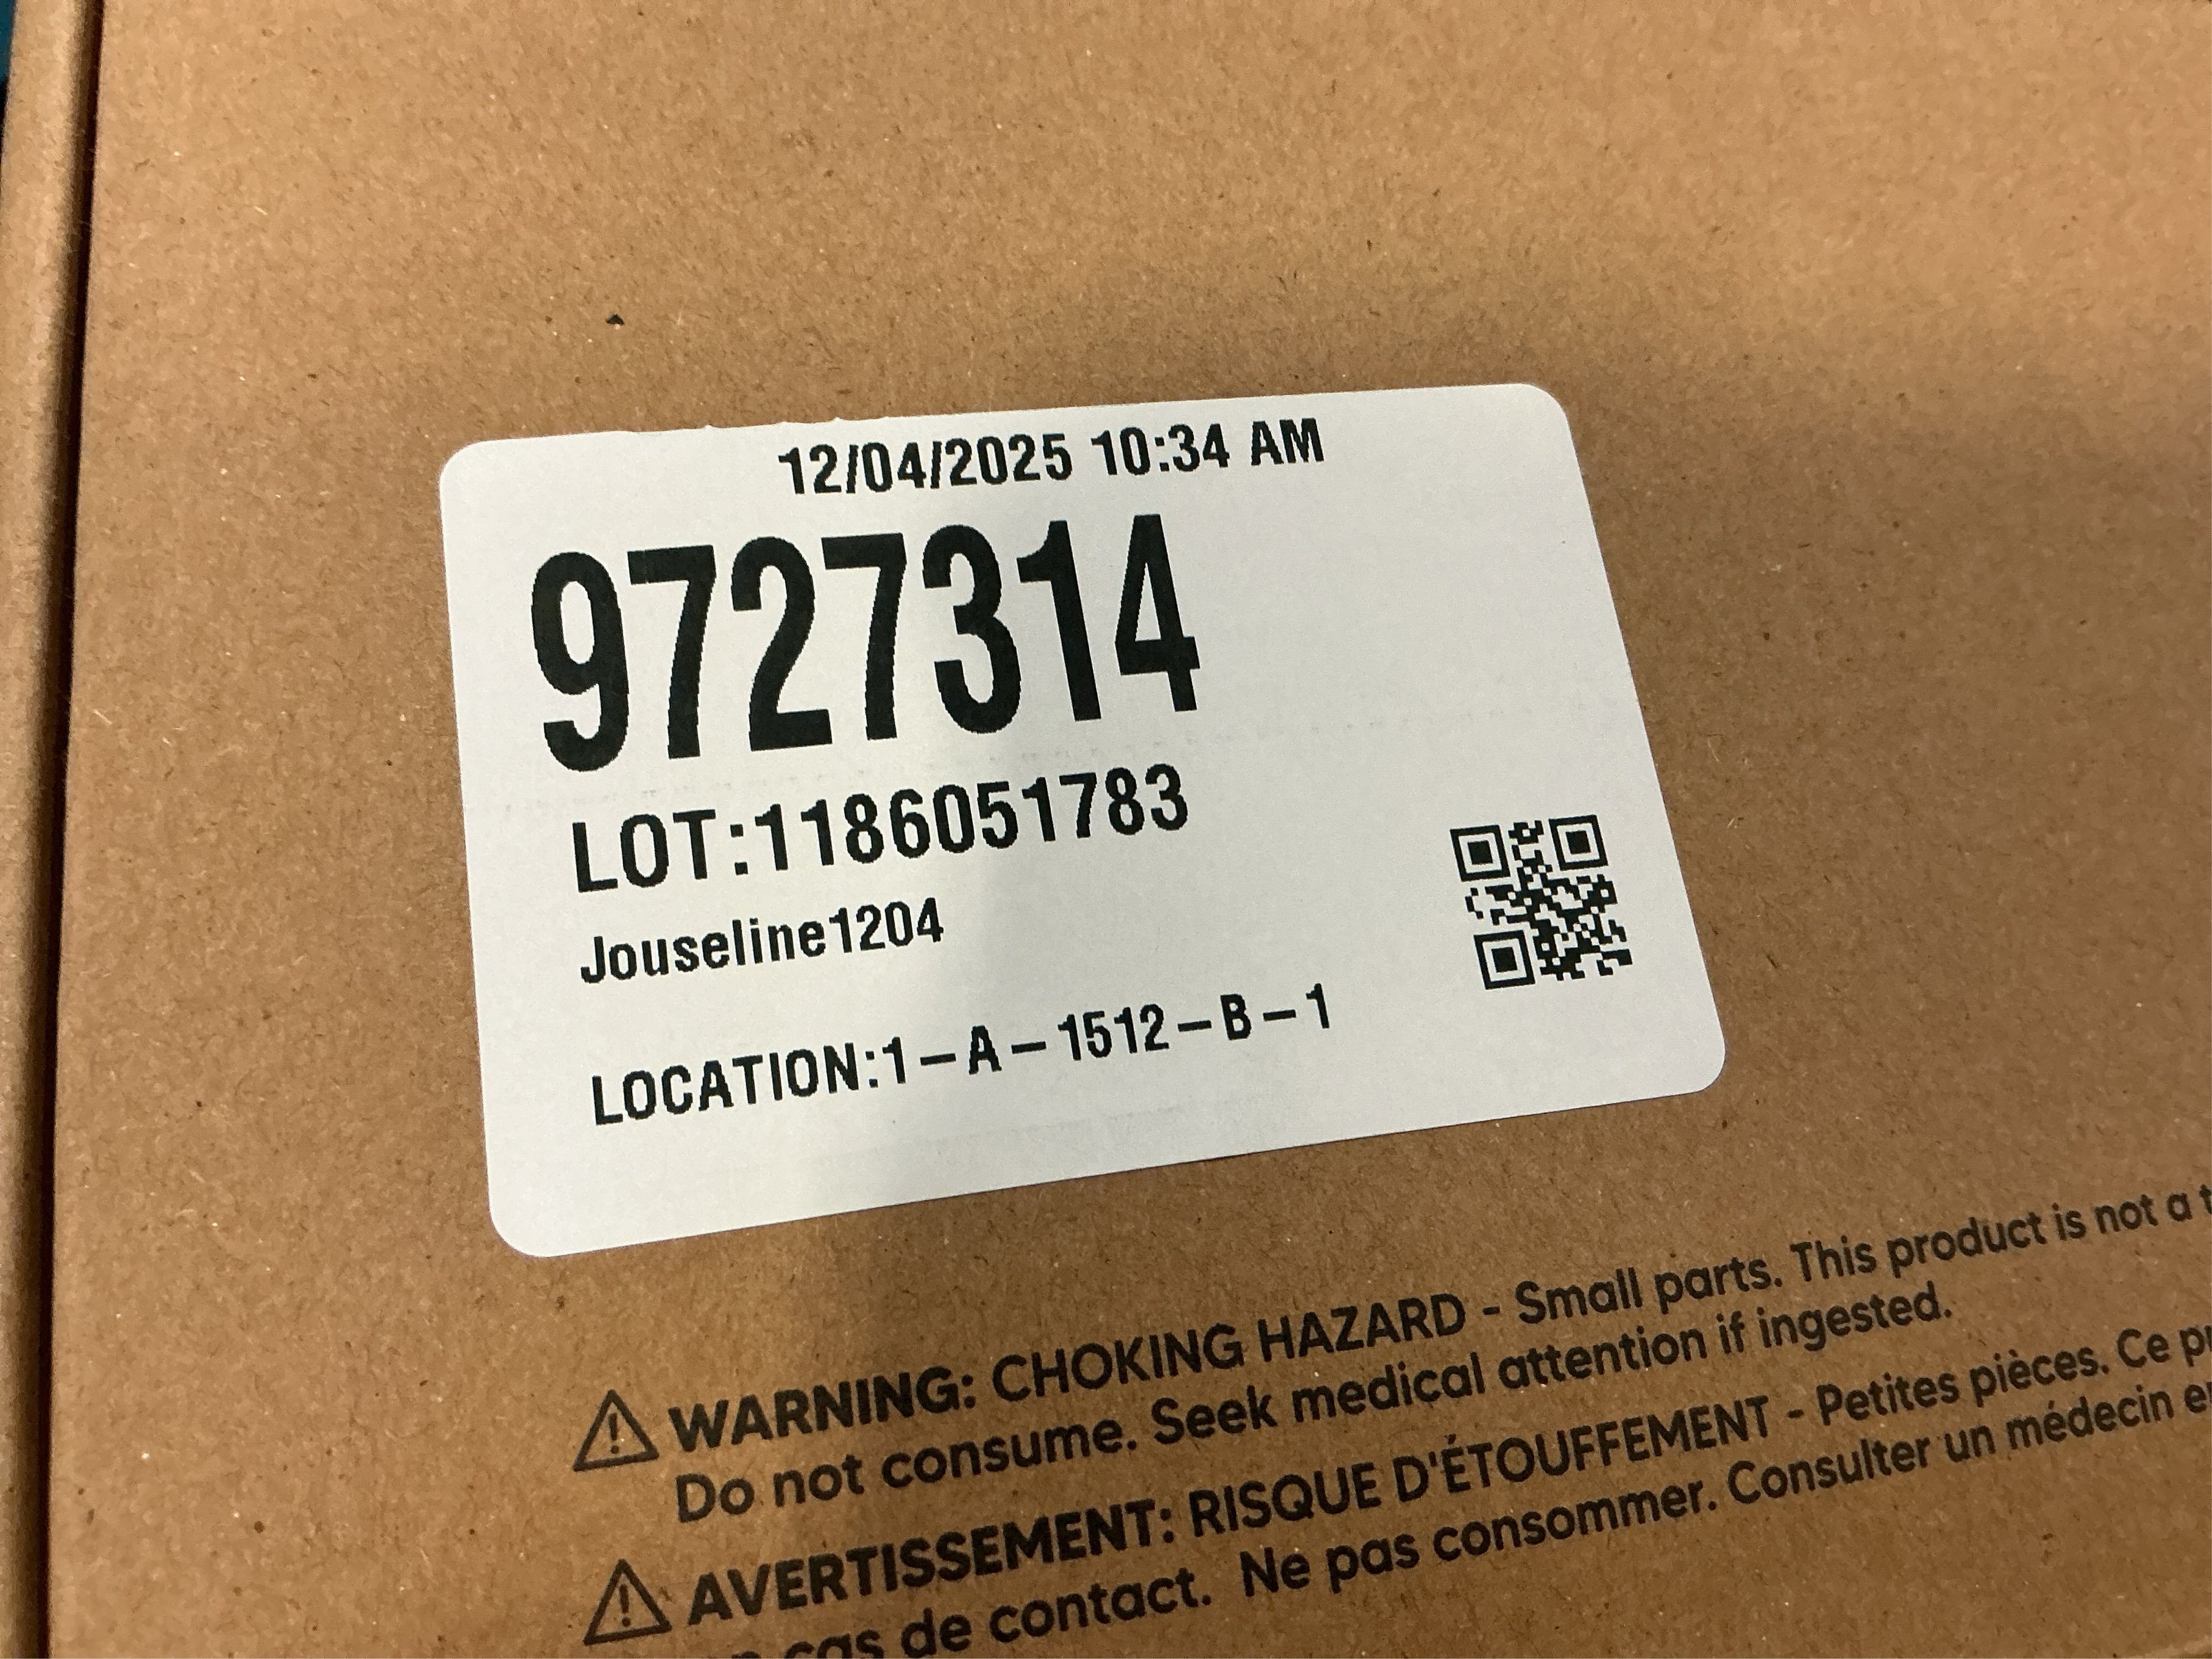 12/04/2025 10:34 AM
9727314
LOT:1186051783
Jouseline1204
LOCATION:1-A-1512-B-1
WARNING: CHOKING HAZARD - Small parts. This product is not a
Do not consume. Seek medical attention if ingested.
AVERTISSEMENT: RISQUE D'ÉTOUFFEMENT - Petites pièces. Ce
Ne pas consommer. Consulter un médecin
cas de contact.